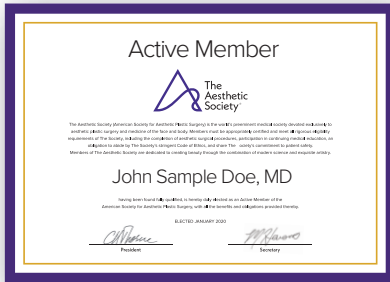 Active Member
The
Aesthetic
Society
The Aesthetic Society (American Society for Aesthetic Plastic Surgery) is the world's preeminent medical society devoted exclusively to
aesthetic plastic surgery and medicine of the face and body. Members must be appropriately certified and meet all rigorous eligibility
requirements of The Society, including the completion of aesthetic surgical procedures, participation in continuing medical education, an
obligation to abide by The Society's stringent Code of Ethics, and share The ociety's commitment to patient safety.
Members of The Aesthetic Society are dedicated to creating beauty through the combination of modern science and exquisite artistry.
John Sample Doe, MD
having been found fully qualified, is hereby duly elected as an Active Member of the
American Society for Aesthetic Plastic Surgery, with all the benefits and obligations provided thereby.
ELECTED JANUARY 2020
President
Secretary